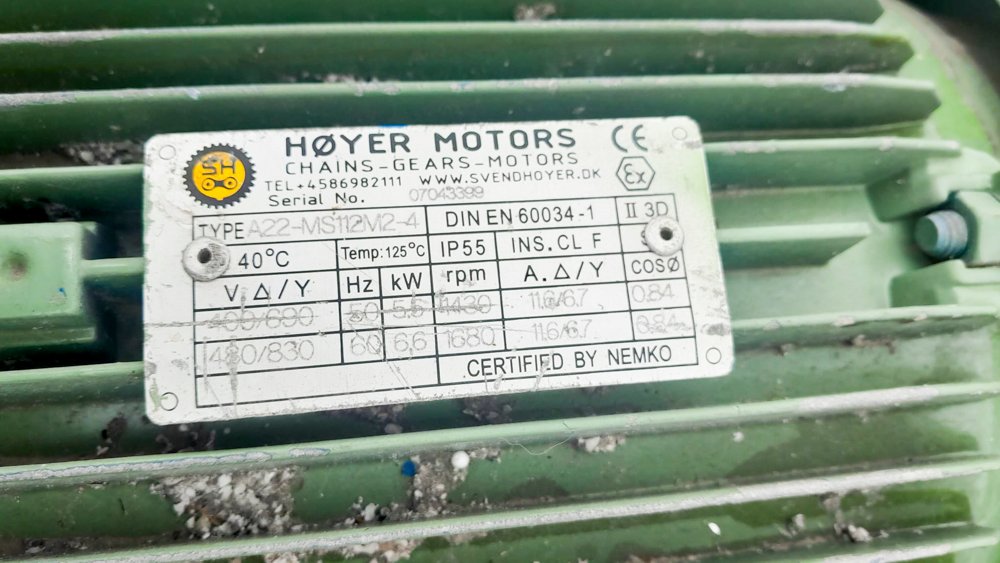 SH
HØYER MOTORS CE
CHAINS-GEARS-MOTORS
TEL+4586982111 WWW.SVENDHOYER.DK Ex
Serial No. 07043399
TYPE A22-MS112M2-4 DIN EN 60034-1 II 3D
40°C Temp:125°C IP55 INS.CL F
V Δ/Y Hz kW rpm A.Δ/Y COSØ
400/690 50 5,5 1430 11.6/6.7 0.84
480/830 60 6,6 1680 11.6/6.7 0.84
CERTIFIED BY NEMKO